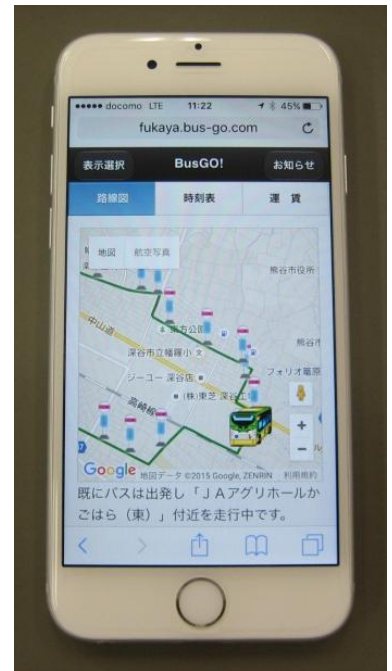 docomo LTE 11:22 45%
fukaya.bus-go.com
表示選択 BusGO! お知らせ
路線図 時刻表 運 賃
地図 航空写真
熊谷市役所
中山道
東方公園
深谷市立幡羅小 文
ジーユー 深谷店
フォリオ籠原
(株)東芝 深谷
高崎線
+
-
Google 地図データ ©2015 Google, ZENRIN 利用規約
既にバスは出発し「ＪＡアグリホールか
ごはら（東）」付近を走行中です。